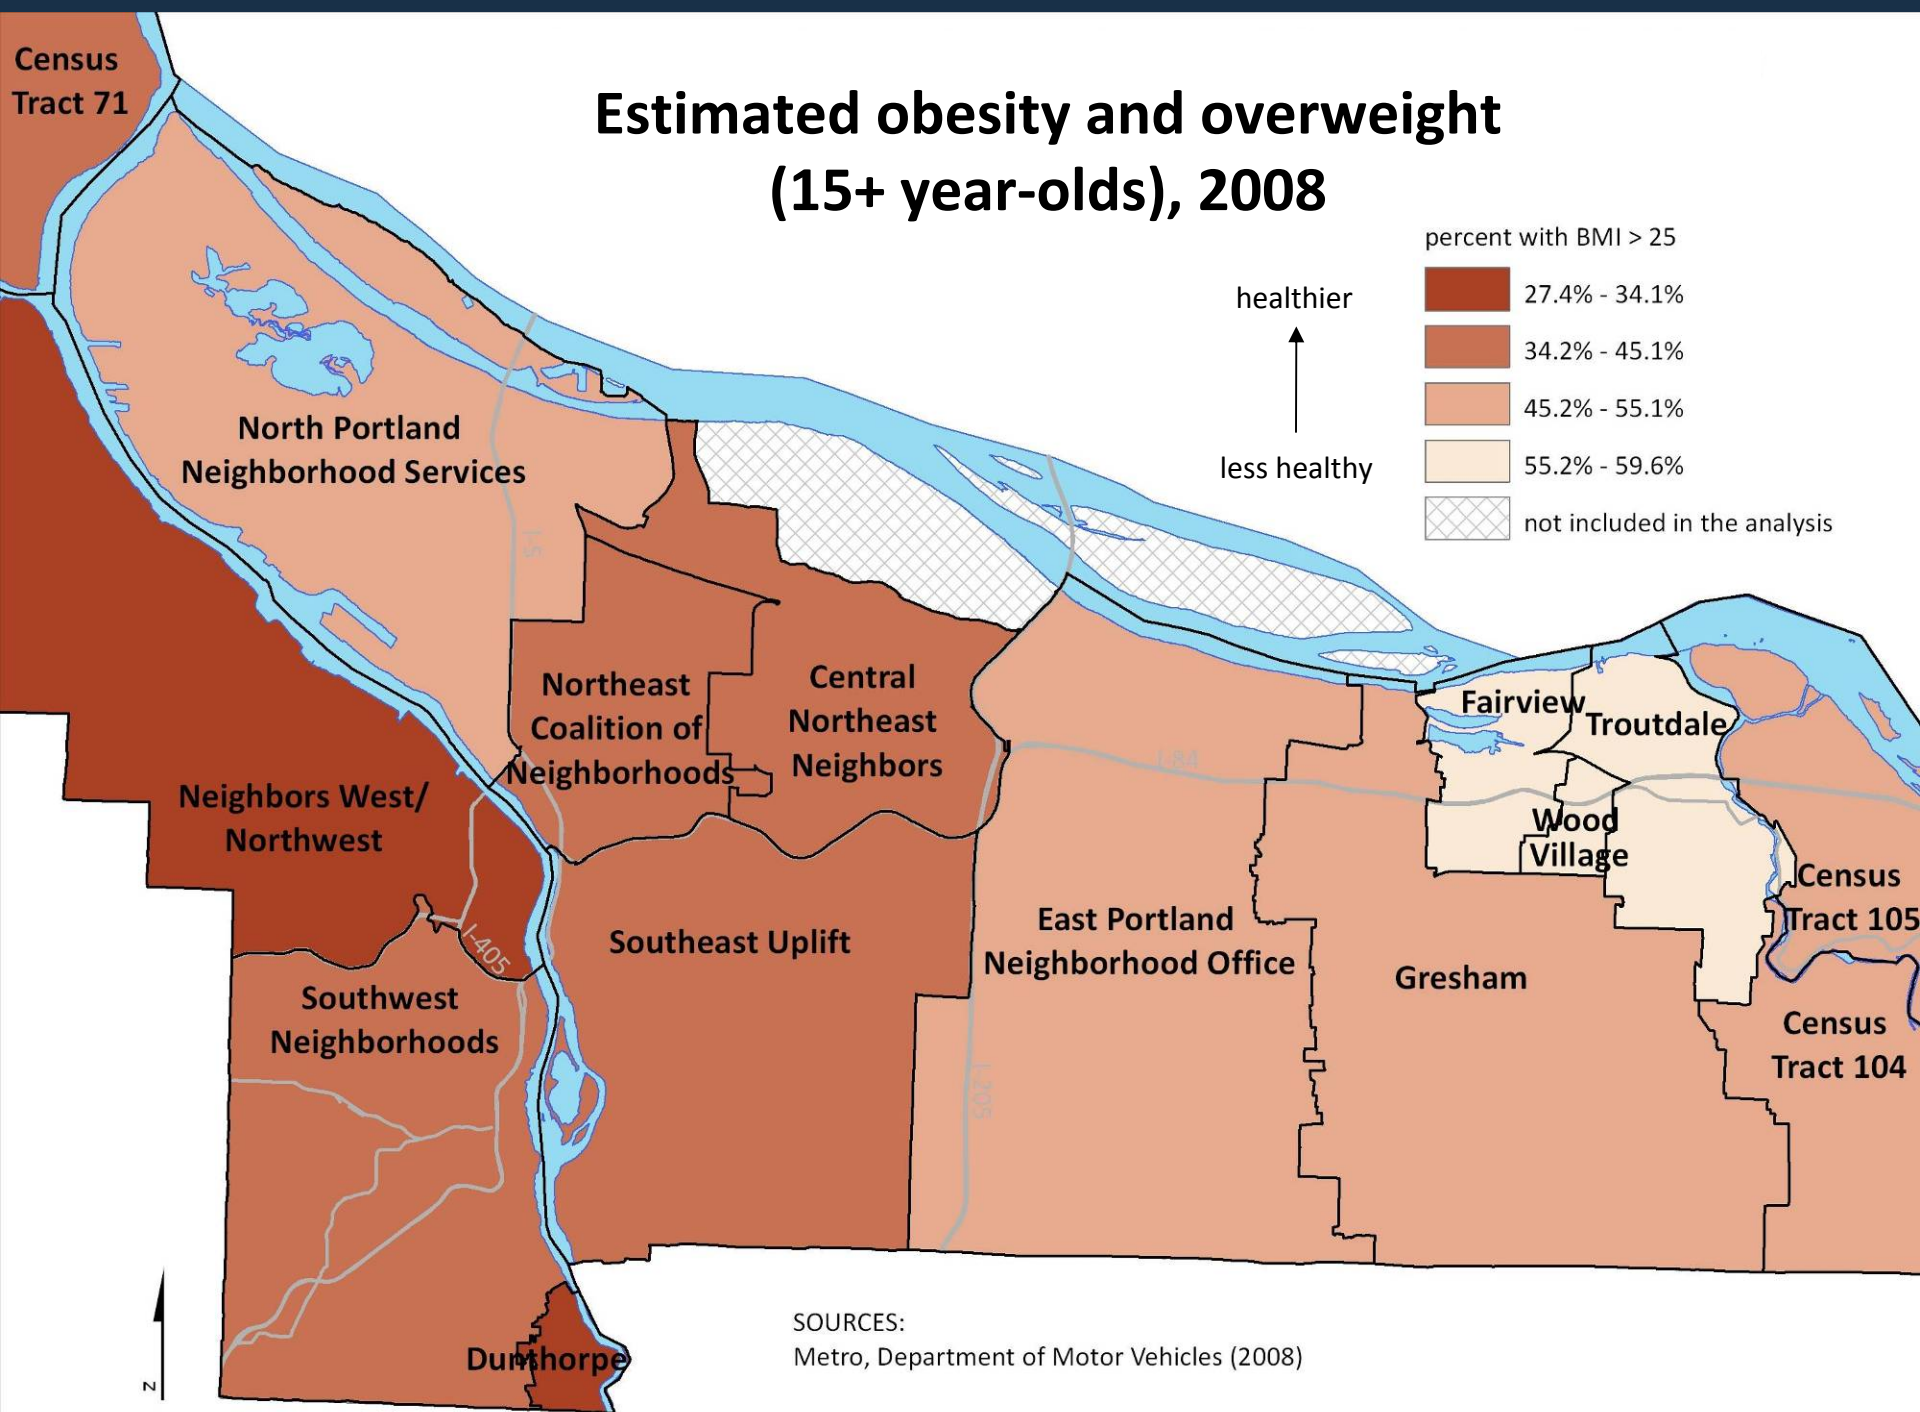 Estimated obesity and overweight
(15+ year-olds), 2008
percent with BMI > 25
27.4% - 34.1%
34.2% - 45.1%
45.2% - 55.1%
55.2% - 59.6%
not included in the analysis
healthier
less healthy
Census
Tract 71
North Portland
Neighborhood Services
I-5
Northeast
Coalition of
Neighborhoods
Central
Northeast
Neighbors
Fairview
Troutdale
I-84
Wood
Village
Neighbors West/
Northwest
I-405
Census
Tract 105
Southeast Uplift
East Portland
Neighborhood Office
Gresham
Southwest
Neighborhoods
Census
Tract 104
I-205
Dunthorpe
SOURCES:
Metro, Department of Motor Vehicles (2008)
N